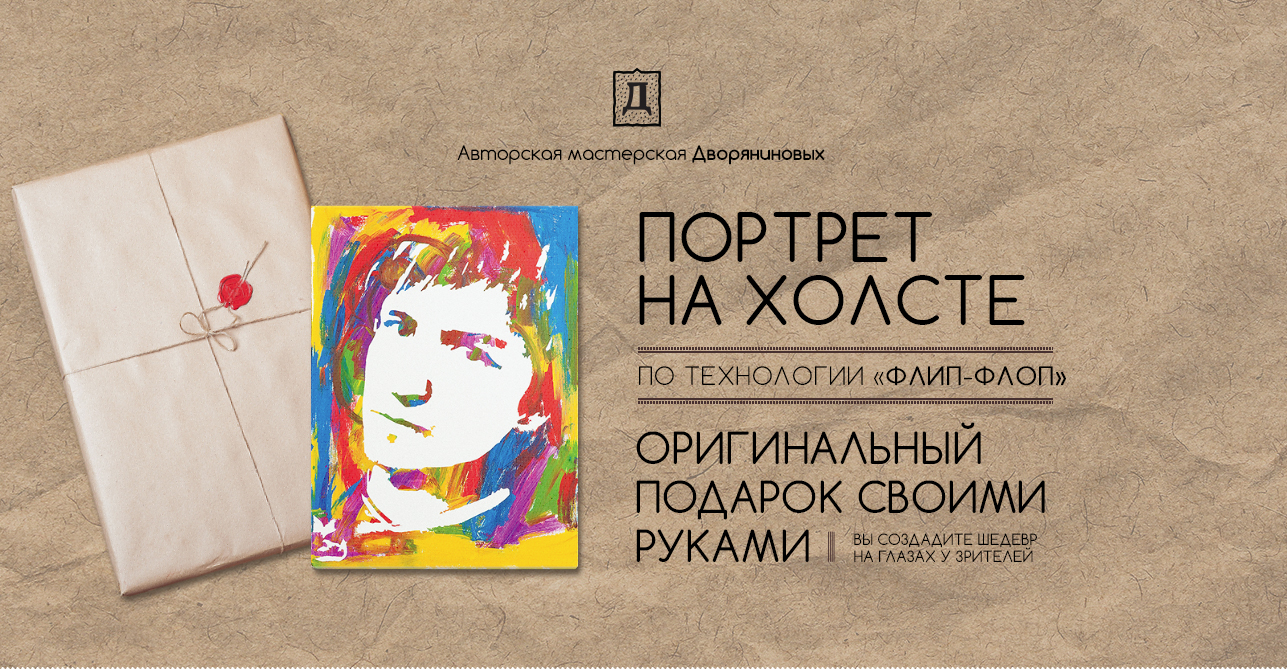 Д
Авторская мастерская Дворяниновых
ПОРТРЕТ
НА ХОЛСТЕ
ПО ТЕХНОЛОГИИ «ФЛИП-ФЛОП»
ОРИГИНАЛЬНЫЙ
ПОДАРОК СВОИМИ
РУКАМИ
ВЫ СОЗДАДИТЕ ШЕДЕВР
НА ГЛАЗАХ У ЗРИТЕЛЕЙ